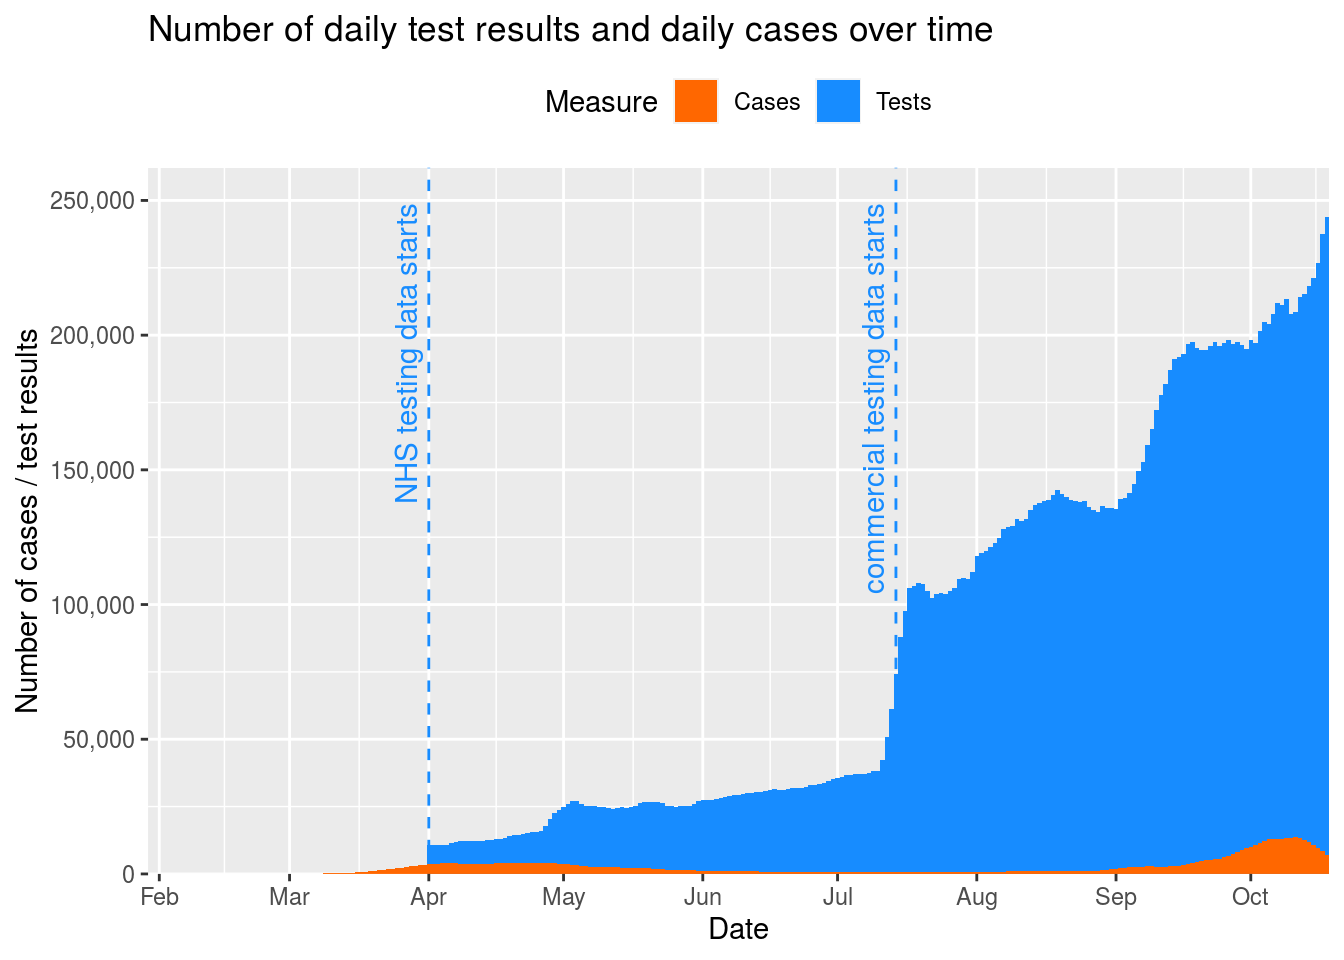 Number of daily test results and daily cases over time
Measure Cases Tests
Number of cases / test results
250,000
200,000
150,000
100,000
50,000
0
NHS testing data starts
commercial testing data starts
Feb Mar Apr May Jun Jul Aug Sep Oct
Date